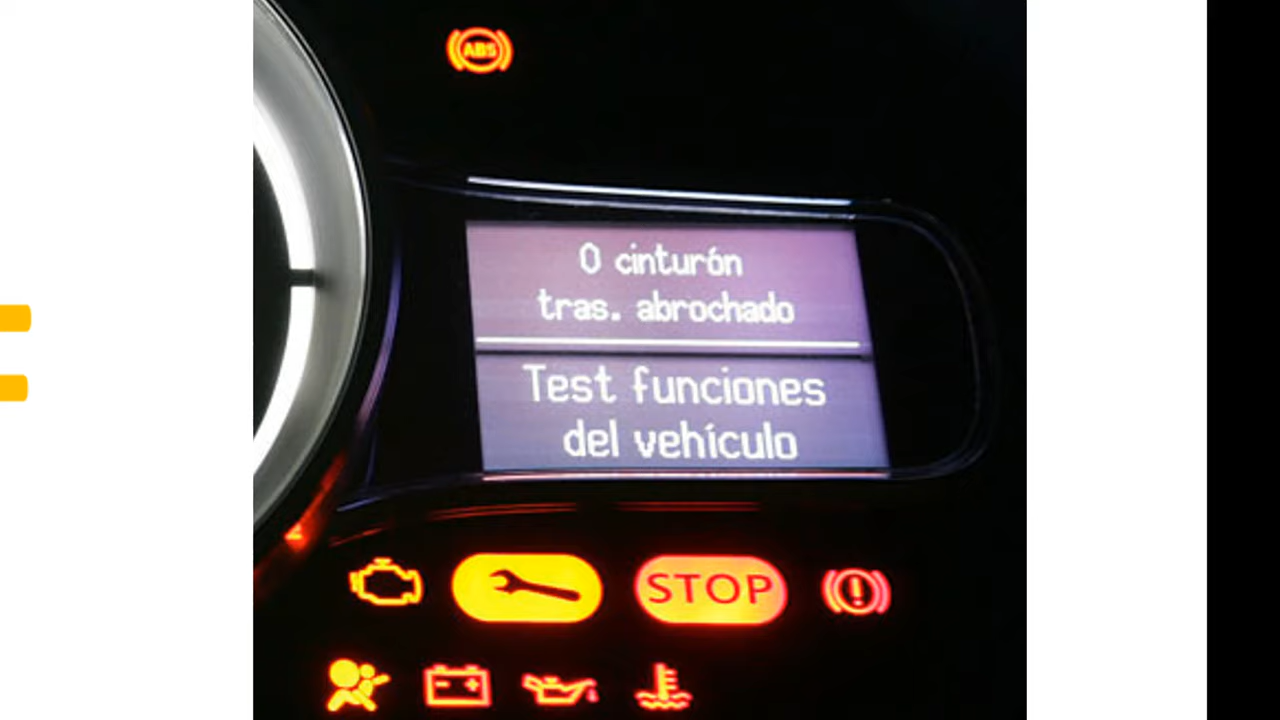 ABS
0 cinturón
tras. abrochado
Test funciones
del vehículo
STOP